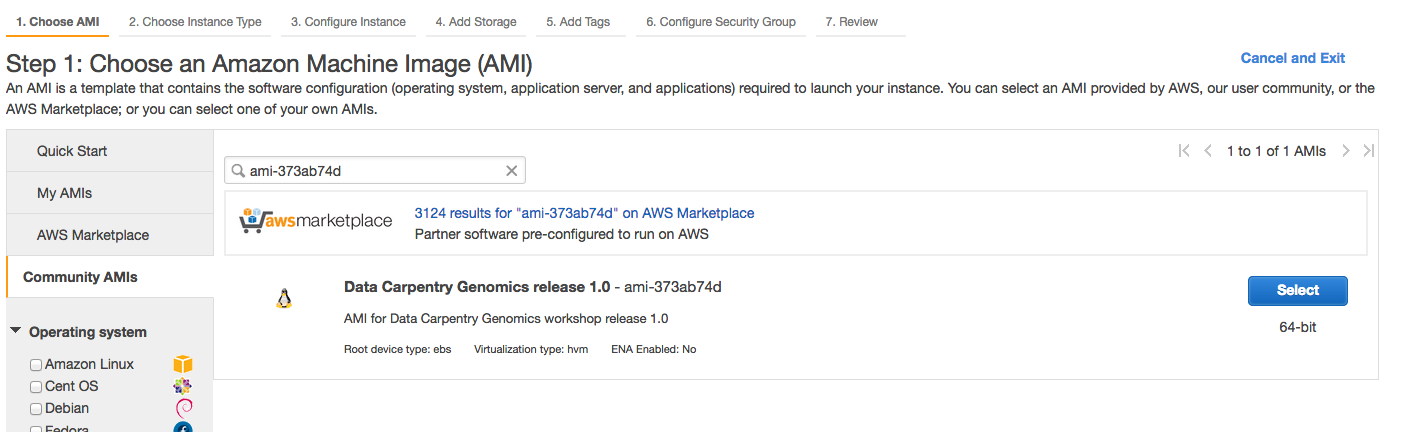 1. Choose AMI 2. Choose Instance Type 3. Configure Instance 4. Add Storage 5. Add Tags 6. Configure Security Group 7. Review
Step 1: Choose an Amazon Machine Image (AMI)
Cancel and Exit
An AMI is a template that contains the software configuration (operating system, application server, and applications) required to launch your instance. You can select an AMI provided by AWS, our user community, or the
AWS Marketplace; or you can select one of your own AMIs.
Quick Start
My AMIs
AWS Marketplace
Community AMIs
Operating system
Amazon Linux
Cent OS
Debian
Fedora
1 to 1 of 1 AMIs
ami-373ab74d
awsmarketplace
3124 results for "ami-373ab74d" on AWS Marketplace
Partner software pre-configured to run on AWS
Data Carpentry Genomics release 1.0 - ami-373ab74d
Select
AMI for Data Carpentry Genomics workshop release 1.0
64-bit
Root device type: ebs Virtualization type: hvm ENA Enabled: No